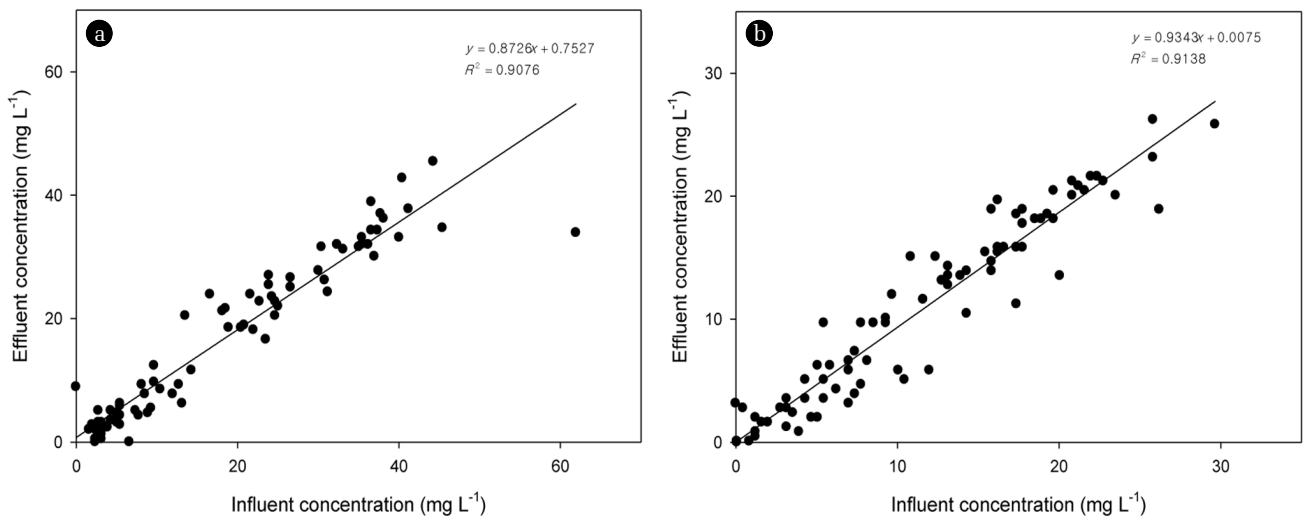 a
y = 0.8726x + 0.7527
R² = 0.9076
60
40
20
0
0 20 40 60
Effluent concentration (mg L⁻¹)
Influent concentration (mg L⁻¹)
b
y = 0.9343x + 0.0075
R² = 0.9138
30
20
10
0
0 10 20 30
Effluent concentration (mg L⁻¹)
Influent concentration (mg L⁻¹)